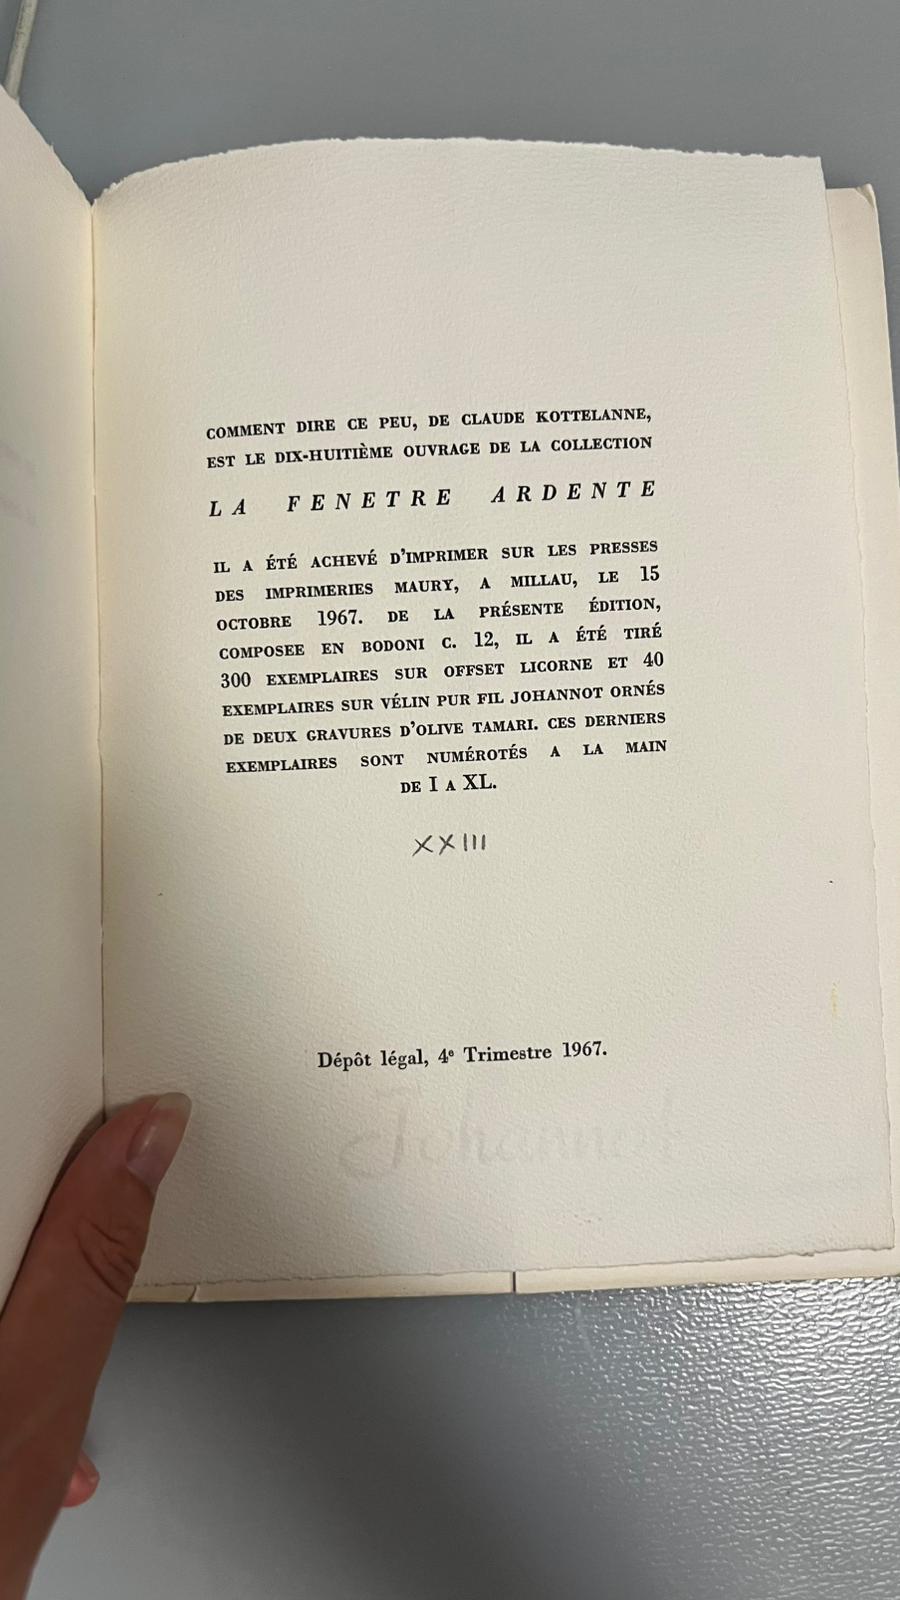 COMMENT DIRE CE PEU, DE CLAUDE KOTTELANNE,
EST LE DIX-HUITIÈME OUVRAGE DE LA COLLECTION
LA FENETRE ARDENTE
IL A ÉTÉ ACHEVÉ D'IMPRIMER SUR LES PRESSES
DES IMPRIMERIES MAURY, A MILLAU, LE 15
OCTOBRE 1967. DE LA PRÉSENTE ÉDITION,
COMPOSEE EN BODONI C. 12, IL A ÉTÉ TIRÉ
300 EXEMPLAIRES SUR OFFSET LICORNE ET 40
EXEMPLAIRES SUR VÉLIN PUR FIL JOHANNOT ORNÉS
DE DEUX GRAVURES D'OLIVE TAMARI. CES DERNIERS
EXEMPLAIRES SONT NUMÉROTÉS A LA MAIN
DE I A XL.
XXIII
Dépôt légal, 4e Trimestre 1967.
Johannot